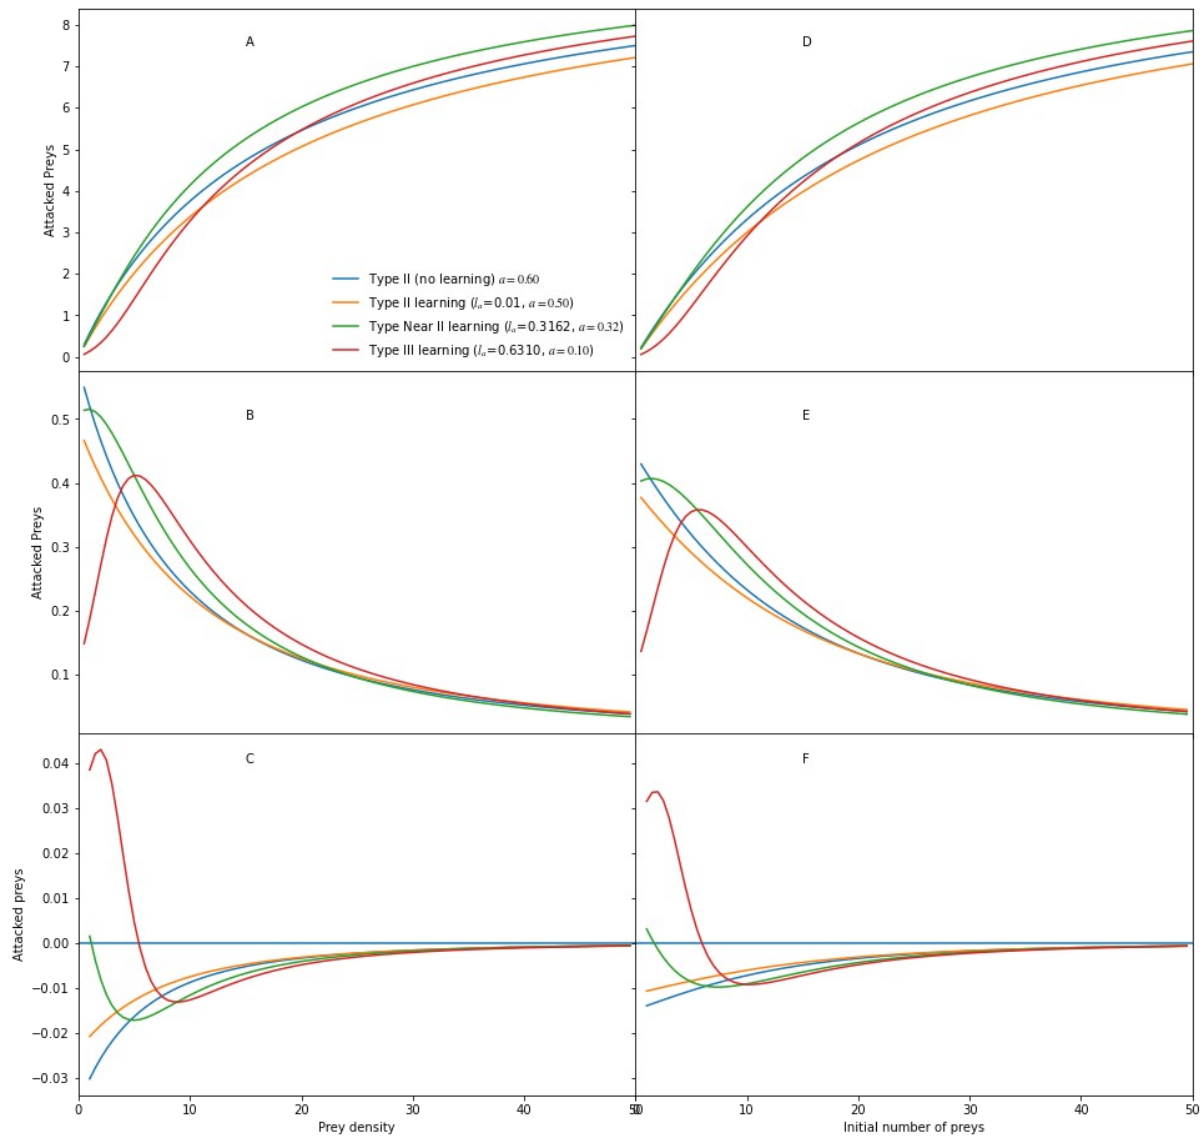 8
7
6
5
4
3
2
1
0
Attacked Preys
A
Type II (no learning) a = 0.60
Type II learning (lₐ=0.01, a = 0.50)
Type Near II learning (lₐ=0.3162, a = 0.32)
Type III learning (lₐ=0.6310, a = 0.10)
D
0.5
0.4
0.3
0.2
0.1
Attacked Preys
B
E
0.04
0.03
0.02
0.01
0.00
−0.01
−0.02
−0.03
Attacked preys
C
F
0 10 20 30 40 50
Prey density
0 10 20 30 40 50
Initial number of preys